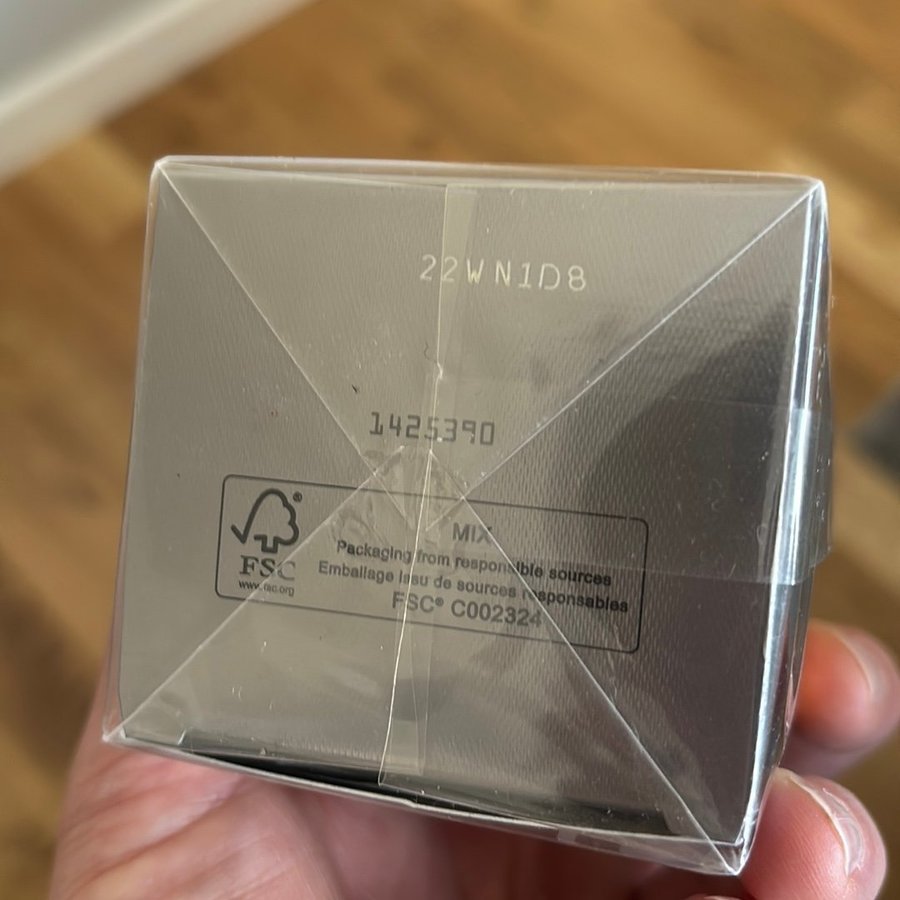 22WN1D8
1425390
MIX
Packaging from responsible sources
Emballage issu de sources responsables
FSC® C002324
®
FSC
www.fsc.org